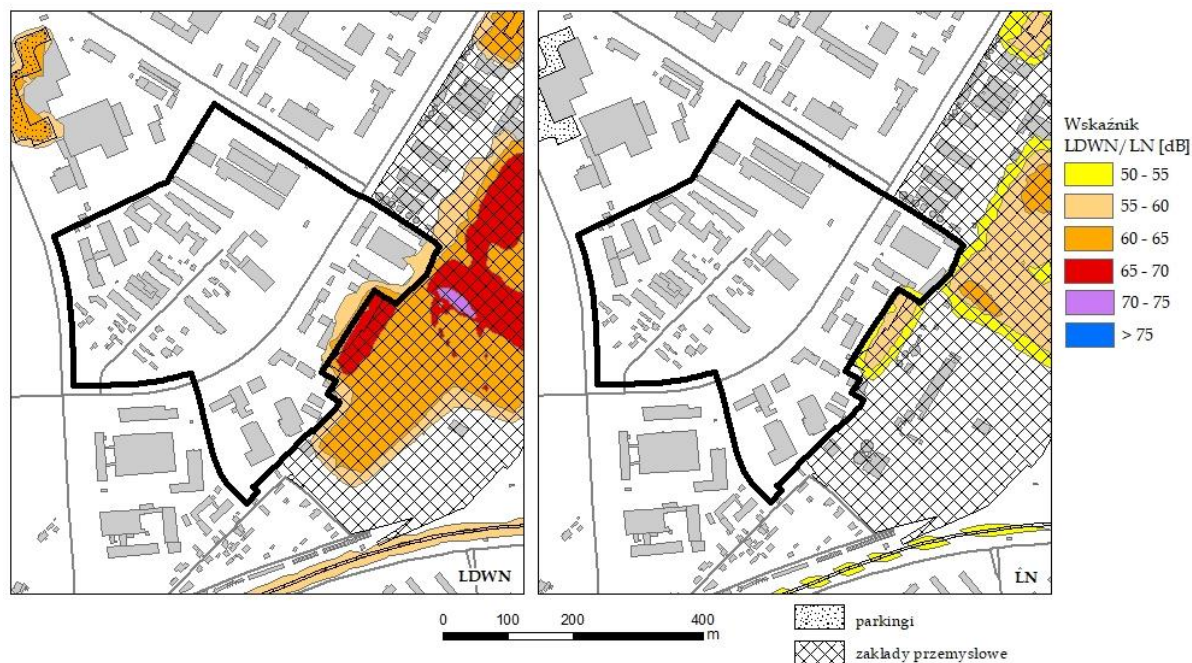 LDWN
LN
Wskaźnik
LDWN/ LN [dB]
50 - 55
55 - 60
60 - 65
65 - 70
70 - 75
> 75
0 100 200 400
m
parkingi
zakłady przemysłowe